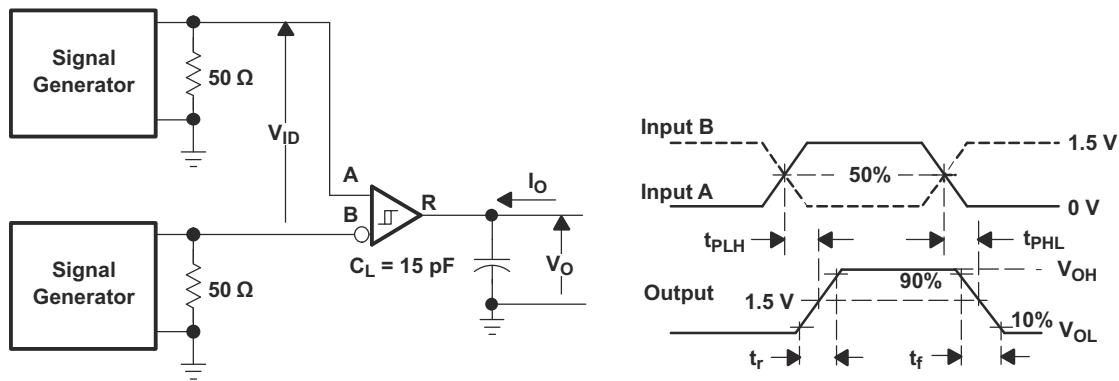 Signal
Generator
50 Ω
V_ID
A
B
R
I_O
C_L = 15 pF
V_O
Signal
Generator
50 Ω
Input B
1.5 V
50%
Input A
0 V
t_PLH
t_PHL
V_OH
90%
Output
1.5 V
10%
V_OL
t_r
t_f